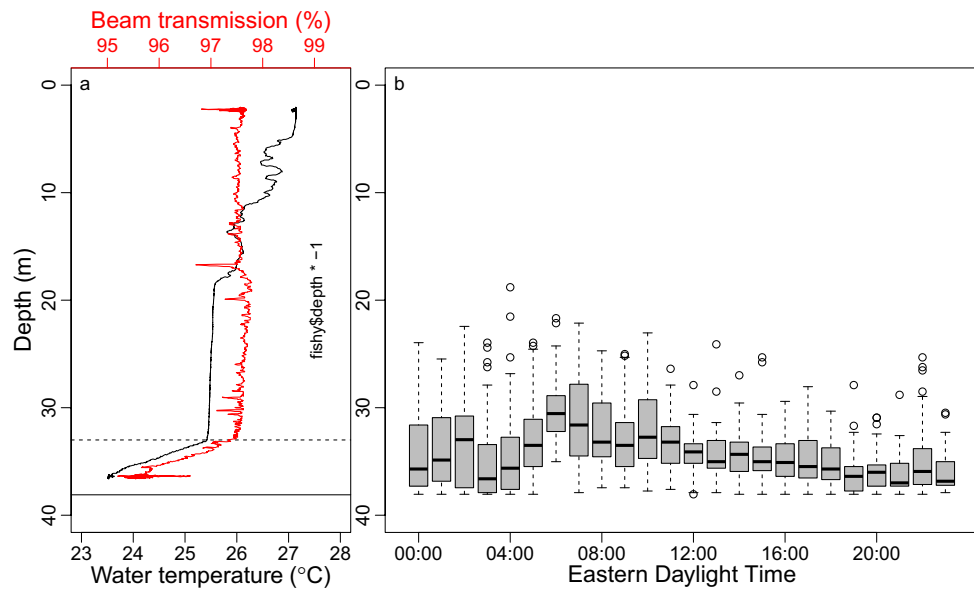 Beam transmission (%)
95 96 97 98 99
a
b
0
10
20
30
40
Depth (m)
0
10
20
30
40
fishy$depth * −1
23 24 25 26 27 28
Water temperature (°C)
00:00 04:00 08:00 12:00 16:00 20:00
Eastern Daylight Time